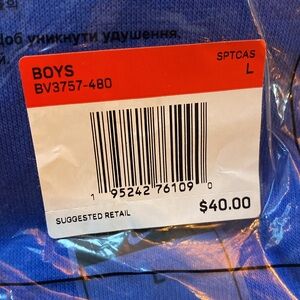 щоб уникнути удушення,
BOYS
SPTCAS
BV3757-480
L
1 95242 76109 0
SUGGESTED RETAIL
$40.00